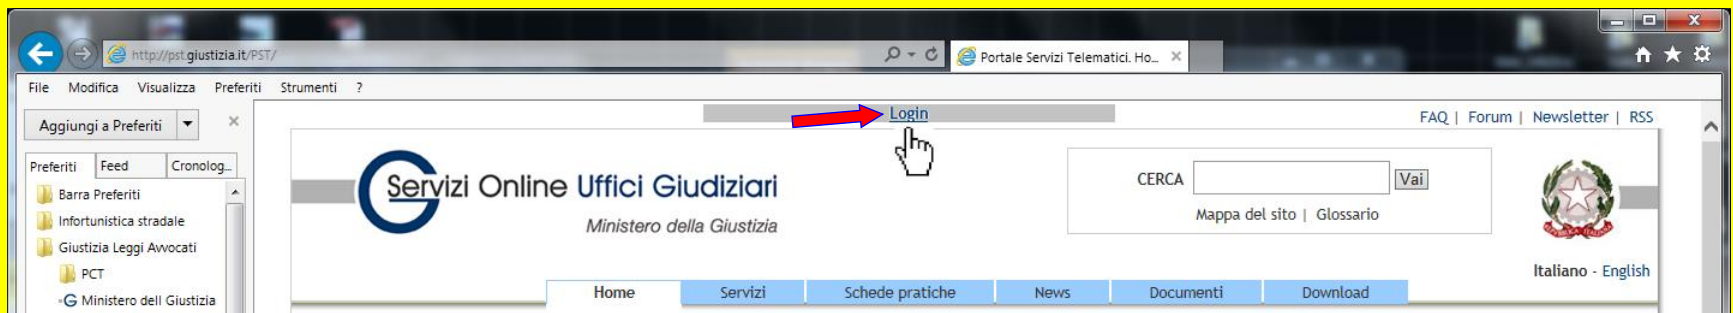 http://pst.giustizia.it/PST/
Portale Servizi Telematici. Ho...
File Modifica Visualizza Preferiti Strumenti ?
Aggiungi a Preferiti
Login
FAQ | Forum | Newsletter | RSS
Preferiti Feed Cronolog...
Barra Preferiti
Infortunistica stradale
Giustizia Leggi Avvocati
PCT
G Ministero dell Giustizia
Servizi Online Uffici Giudiziari
Ministero della Giustizia
CERCA Vai
Mappa del sito | Glossario
Italiano - English
Home Servizi Schede pratiche News Documenti Download